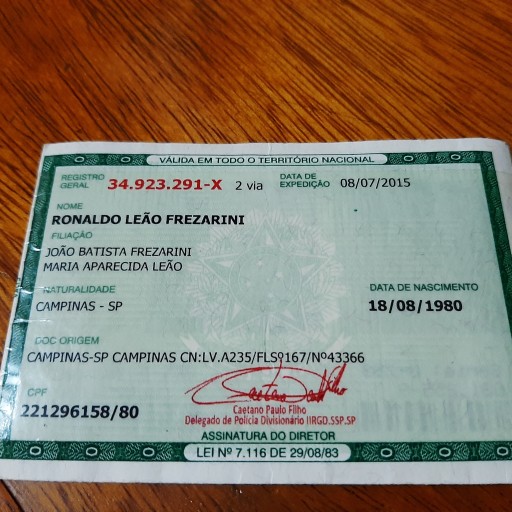 VÁLIDA EM TODO O TERRITÓRIO NACIONAL
REGISTRO GERAL 34.923.291-X 2 via DATA DE EXPEDIÇÃO 08/07/2015
NOME
RONALDO LEÃO FREZARINI
FILIAÇÃO
JOÃO BATISTA FREZARINI
MARIA APARECIDA LEÃO
NATURALIDADE DATA DE NASCIMENTO
CAMPINAS - SP 18/08/1980
DOC ORIGEM
CAMPINAS-SP CAMPINAS CN:LV.A235/FLSº167/Nº43366
CPF
221296158/80
Caetano Paulo Filho
Delegado de Polícia Divisionário IIRGD.SSP.SP
ASSINATURA DO DIRETOR
LEI Nº 7.116 DE 29/08/83